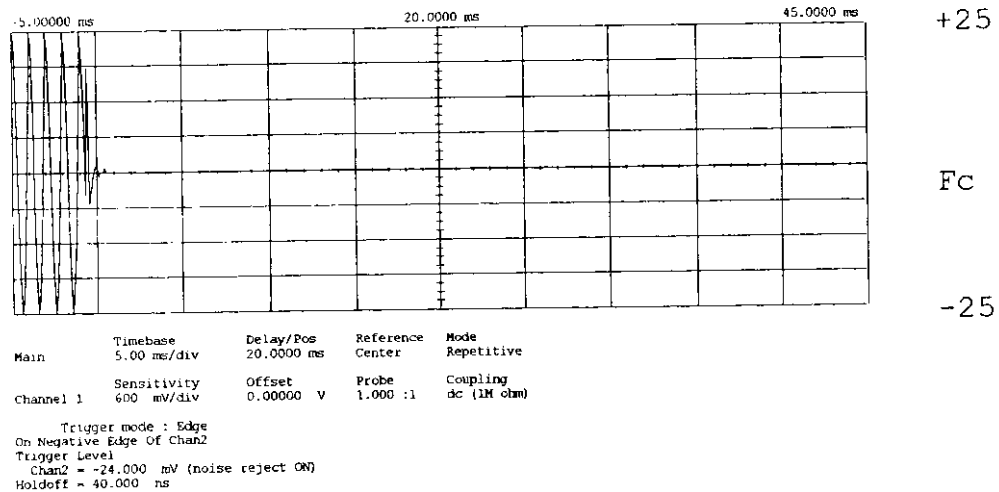 -5.00000 ms 20.0000 ms 45.0000 ms
+25
Fc
-25
Timebase Delay/Pos Reference Mode
Main 5.00 ms/div 20.0000 ms Center Repetitive
Sensitivity Offset Probe Coupling
Channel 1 600 mV/div 0.00000 V 1.000 :1 dc (1M ohm)
Trigger mode : Edge
On Negative Edge Of Chan2
Trigger Level
Chan2 = -24.000 mV (noise reject ON)
Holdoff = 40.000 ns